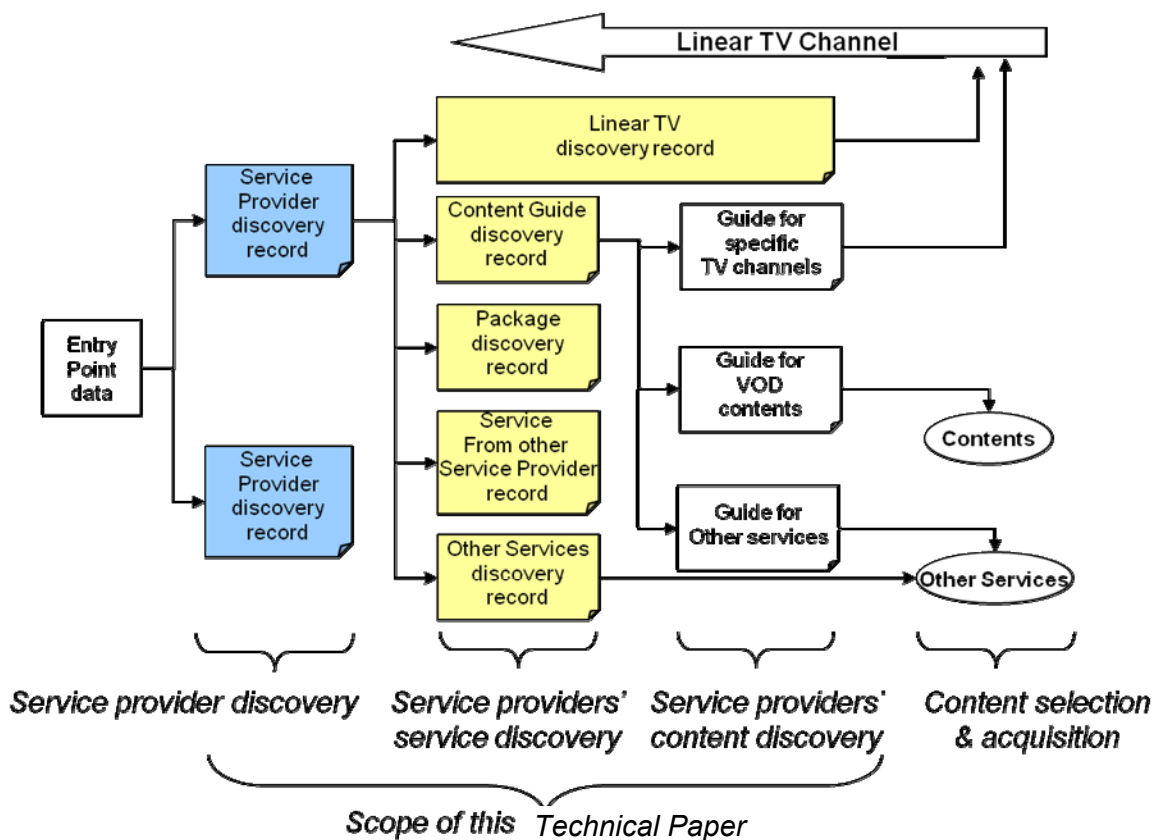 Linear TV Channel
Linear TV
discovery record
Service
Provider
discovery
record
Content Guide
discovery
record
Guide for
specific
TV channels
Package
discovery
record
Entry
Point
data
Guide for
VOD
contents
Contents
Service
From other
Service Provider
record
Service
Provider
discovery
record
Guide for
Other services
Other Services
discovery
record
Other Services
Service provider discovery
Service providers'
service discovery
Service providers'
content discovery
Content selection
& acquisition
Scope of this Technical Paper